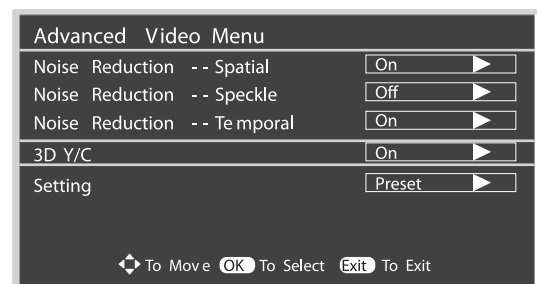 Advanced Video Menu
Noise Reduction -- Spatial On
Noise Reduction -- Speckle Off
Noise Reduction -- Temporal On
3D Y/C On
Setting Preset
To Move OK To Select Exit To Exit